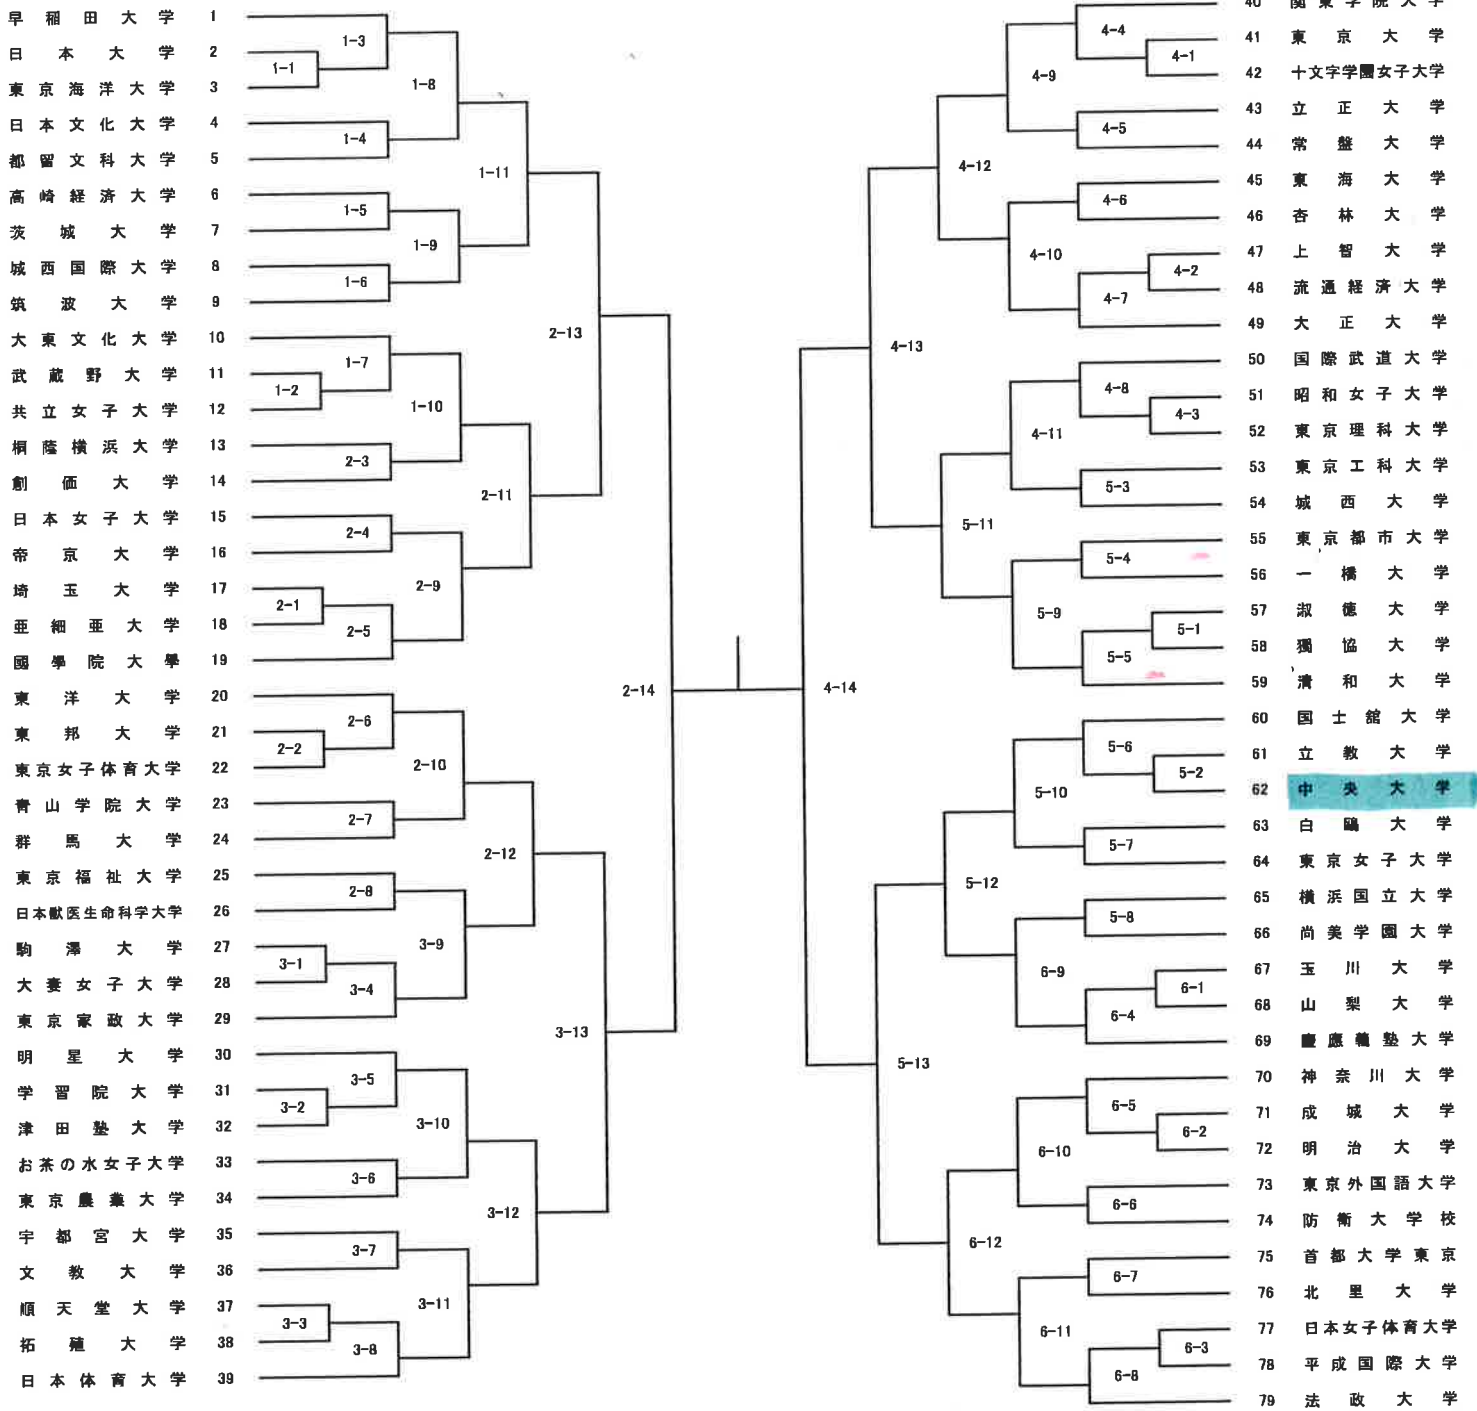 早稲田大学 1
日本大学 2
東京海洋大学 3
日本文化大学 4
都留文科大学 5
高崎経済大学 6
茨城大学 7
城西国際大学 8
筑波大学 9
大東文化大学 10
武蔵野大学 11
共立女子大学 12
桐蔭横浜大学 13
創価大学 14
日本女子大学 15
帝京大学 16
埼玉大学 17
亜細亜大学 18
國學院大學 19
東洋大学 20
東邦大学 21
東京女子体育大学 22
青山学院大学 23
群馬大学 24
東京福祉大学 25
日本獣医生命科学大学 26
駒澤大学 27
大妻女子大学 28
東京家政大学 29
明星大学 30
学習院大学 31
津田塾大学 32
お茶の水女子大学 33
東京農業大学 34
宇都宮大学 35
文教大学 36
順天堂大学 37
拓殖大学 38
日本体育大学 39
1-3
1-1
1-8
1-4
1-11
1-5
1-9
1-6
2-13
1-7
1-2
1-10
2-3
2-11
2-4
2-9
2-1
2-5
2-14
2-6
2-2
2-10
2-7
2-12
2-8
3-9
3-1
3-4
3-13
3-5
3-2
3-10
3-6
3-12
3-7
3-11
3-3
3-8
4-4
4-1
4-9
4-5
4-12
4-6
4-10
4-2
4-7
4-13
4-8
4-3
4-11
5-3
5-11
5-4
5-9
5-1
5-5
4-14
5-6
5-2
5-10
5-7
5-12
5-8
6-9
6-1
6-4
5-13
6-5
6-2
6-10
6-6
6-12
6-7
6-11
6-3
6-8
40 関東学院大学
41 東京大学
42 十文字学園女子大学
43 立正大学
44 常盤大学
45 東海大学
46 杏林大学
47 上智大学
48 流通経済大学
49 大正大学
50 国際武道大学
51 昭和女子大学
52 東京理科大学
53 東京工科大学
54 城西大学
55 東京都市大学
56 一橋大学
57 淑徳大学
58 獨協大学
59 清和大学
60 国士舘大学
61 立教大学
62 中央大学
63 白鷗大学
64 東京女子大学
65 横浜国立大学
66 尚美学園大学
67 玉川大学
68 山梨大学
69 慶應義塾大学
70 神奈川大学
71 成城大学
72 明治大学
73 東京外国語大学
74 防衛大学校
75 首都大学東京
76 北里大学
77 日本女子体育大学
78 平成国際大学
79 法政大学